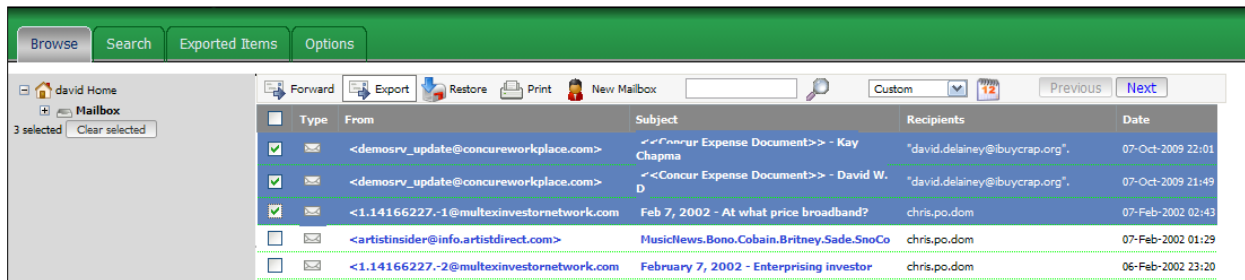 Browse Search Exported Items Options
david Home
Mailbox
3 selected Clear selected
Forward Export Restore Print New Mailbox Custom 12 Previous Next
Type From Subject Recipients Date
<demosrv_update@concureworkplace.com> <<Concur Expense Document>> - Kay "david.delainey@ibuycrap.org". 07-Oct-2009 22:01
Chapma
<demosrv_update@concureworkplace.com> <<Concur Expense Document>> - David W. "david.delainey@ibuycrap.org". 07-Oct-2009 21:49
D
<1.14166227.-1@multexinvestornetwork.com Feb 7, 2002 - At what price broadband? chris.po.dom 07-Feb-2002 02:43
<artistinsider@info.artistdirect.com> MusicNews.Bono.Cobain.Britney.Sade.SnoCo chris.po.dom 07-Feb-2002 01:29
<1.14166227.-2@multexinvestornetwork.com February 7, 2002 - Enterprising investor chris.po.dom 06-Feb-2002 23:20